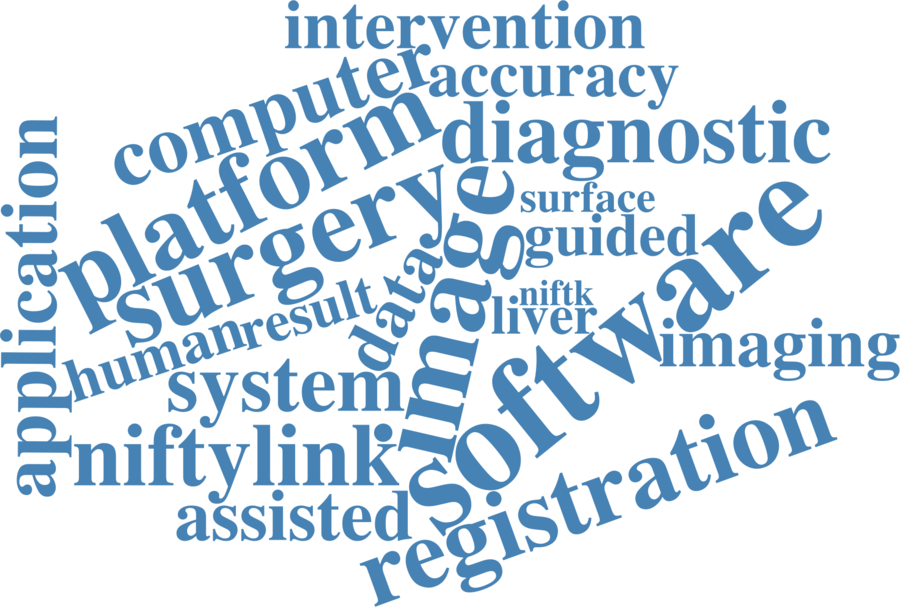 intervention
computer
accuracy
platform
diagnostic
application
surgery
image
surface
guided
software
data
niftk
liver
human
result
imaging
system
niftylink
registration
assisted